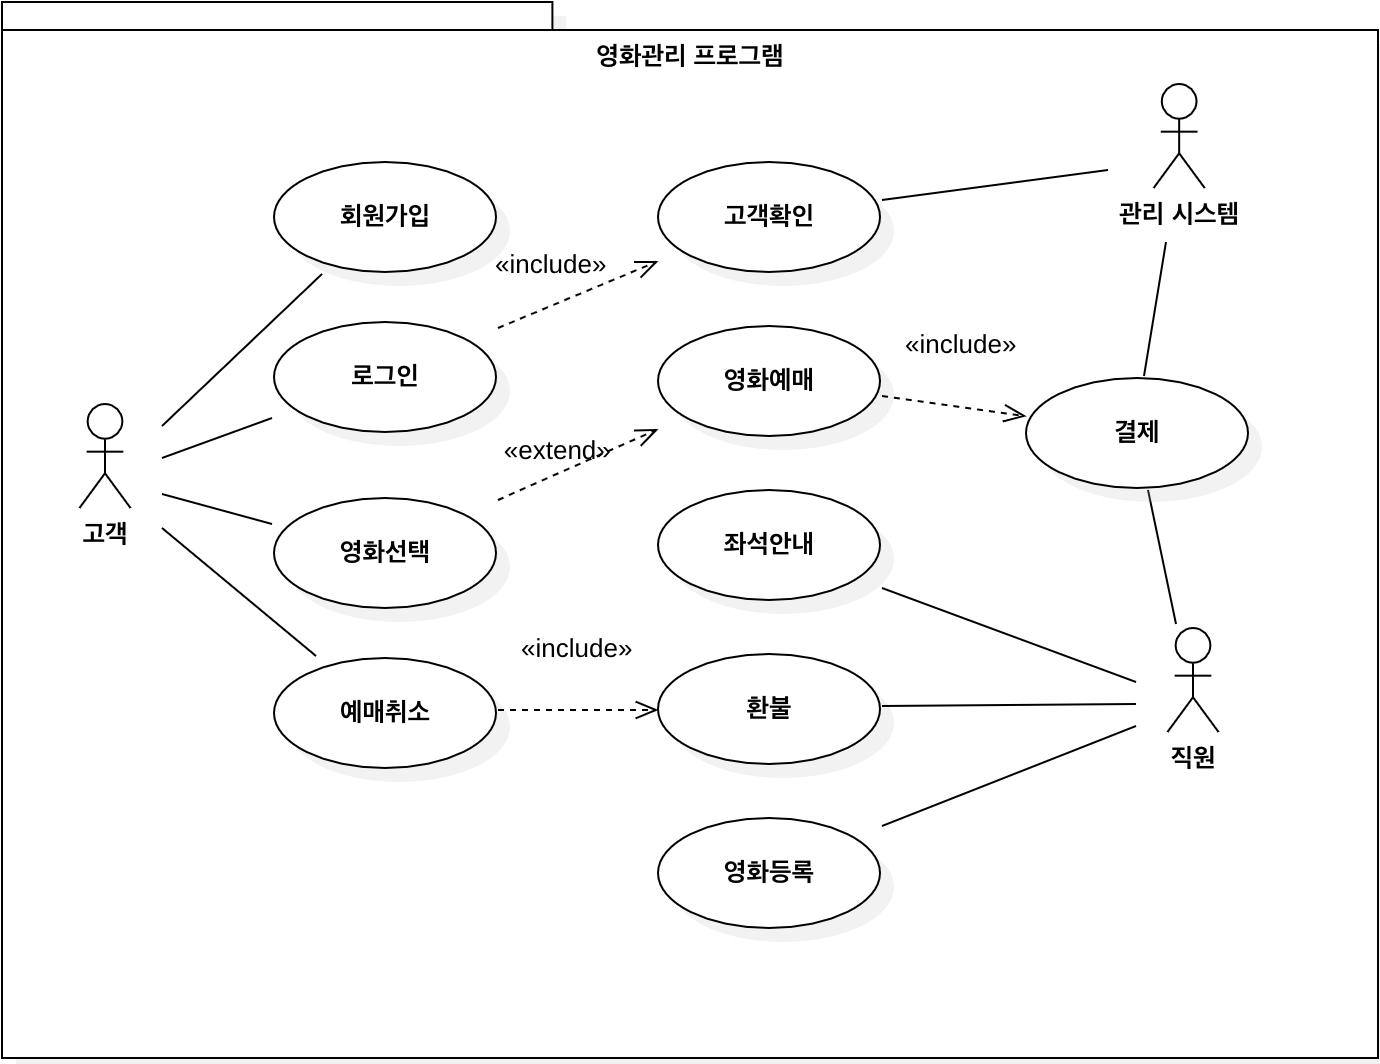 영화관리 프로그램
관리 시스템
회원가입
고객확인
«include»
로그인
영화예매
«include»
결제
고객
«extend»
영화선택
좌석안내
«include»
예매취소
환불
직원
영화등록